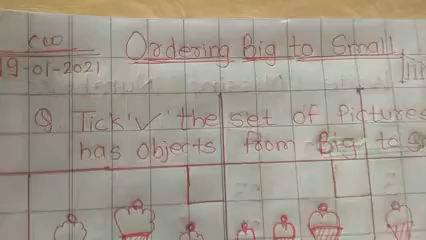 CW
Ordering Big to Small
19-01-2021
Q Tick '√' the set of Pictures
has objects from Big to